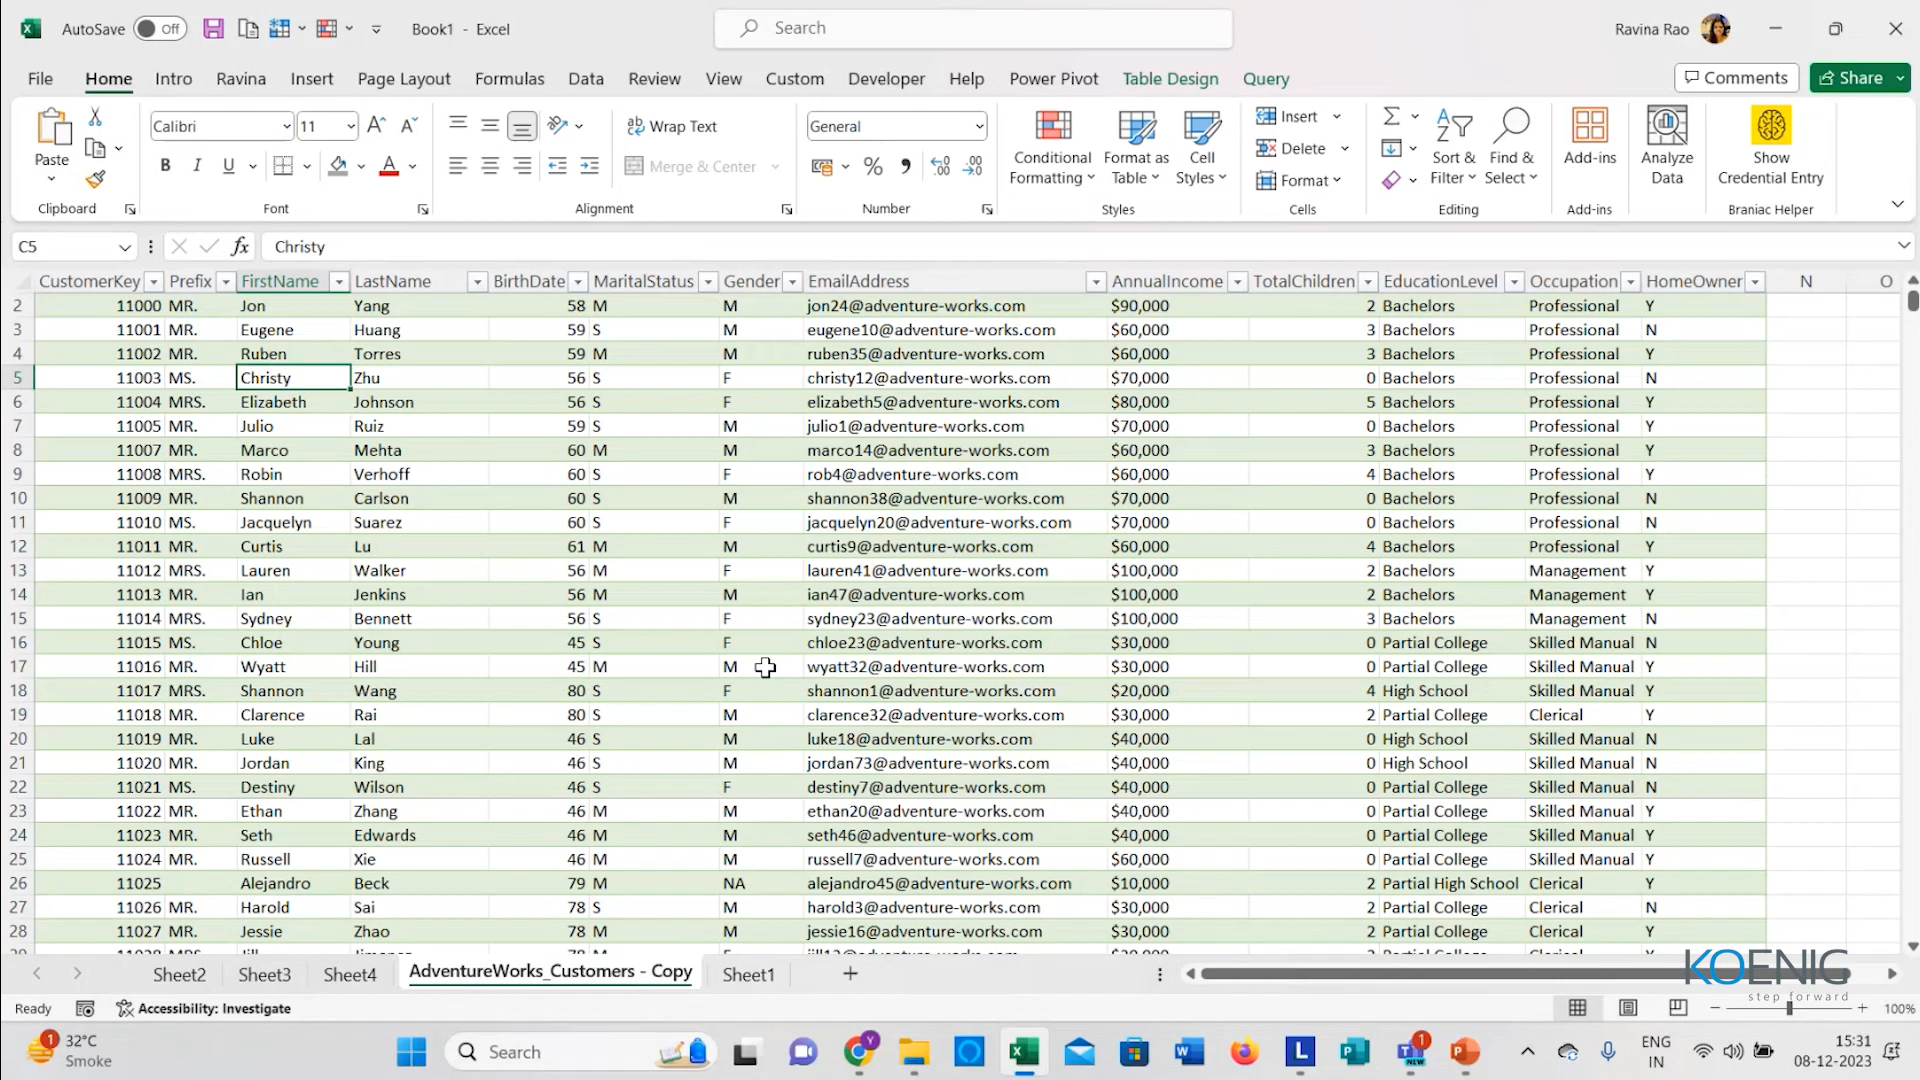 AutoSave Off Book1 - Excel Search Ravina Rao
File Home Intro Ravina Insert Page Layout Formulas Data Review View Custom Developer Help Power Pivot Table Design Query Comments Share
Paste Calibri 11 Wrap Text General Insert
Merge & Center Conditional Formatting Format as Table Cell Styles Delete Sort & Filter Find & Select Add-ins Analyze Data Show Credential Entry
Format
Clipboard Font Alignment Number Styles Cells Editing Add-ins Braniac Helper
C5 fx Christy
CustomerKey Prefix FirstName LastName BirthDate MaritalStatus Gender EmailAddress AnnualIncome TotalChildren EducationLevel Occupation HomeOwner N O
2 11000 MR. Jon Yang 58 M M jon24@adventure-works.com $90,000 2 Bachelors Professional Y
3 11001 MR. Eugene Huang 59 S M eugene10@adventure-works.com $60,000 3 Bachelors Professional N
4 11002 MR. Ruben Torres 59 M M ruben35@adventure-works.com $60,000 3 Bachelors Professional Y
5 11003 MS. Christy Zhu 56 S F christy12@adventure-works.com $70,000 0 Bachelors Professional N
6 11004 MRS. Elizabeth Johnson 56 S F elizabeth5@adventure-works.com $80,000 5 Bachelors Professional Y
7 11005 MR. Julio Ruiz 59 S M julio1@adventure-works.com $70,000 0 Bachelors Professional Y
8 11007 MR. Marco Mehta 60 M M marco14@adventure-works.com $60,000 3 Bachelors Professional Y
9 11008 MRS. Robin Verhoff 60 S F rob4@adventure-works.com $60,000 4 Bachelors Professional Y
10 11009 MR. Shannon Carlson 60 S M shannon38@adventure-works.com $70,000 0 Bachelors Professional N
11 11010 MS. Jacquelyn Suarez 60 S F jacquelyn20@adventure-works.com $70,000 0 Bachelors Professional N
12 11011 MR. Curtis Lu 61 M M curtis9@adventure-works.com $60,000 4 Bachelors Professional Y
13 11012 MRS. Lauren Walker 56 M F lauren41@adventure-works.com $100,000 2 Bachelors Management Y
14 11013 MR. Ian Jenkins 56 M M ian47@adventure-works.com $100,000 2 Bachelors Management Y
15 11014 MRS. Sydney Bennett 56 S F sydney23@adventure-works.com $100,000 3 Bachelors Management N
16 11015 MS. Chloe Young 45 S F chloe23@adventure-works.com $30,000 0 Partial College Skilled Manual N
17 11016 MR. Wyatt Hill 45 M M wyatt32@adventure-works.com $30,000 0 Partial College Skilled Manual Y
18 11017 MRS. Shannon Wang 80 S F shannon1@adventure-works.com $20,000 4 High School Skilled Manual Y
19 11018 MR. Clarence Rai 80 S M clarence32@adventure-works.com $30,000 2 Partial College Clerical Y
20 11019 MR. Luke Lal 46 S M luke18@adventure-works.com $40,000 0 High School Skilled Manual N
21 11020 MR. Jordan King 46 S M jordan73@adventure-works.com $40,000 0 High School Skilled Manual N
22 11021 MS. Destiny Wilson 46 S F destiny7@adventure-works.com $40,000 0 Partial College Skilled Manual N
23 11022 MR. Ethan Zhang 46 M M ethan20@adventure-works.com $40,000 0 Partial College Skilled Manual Y
24 11023 MR. Seth Edwards 46 M M seth46@adventure-works.com $40,000 0 Partial College Skilled Manual Y
25 11024 MR. Russell Xie 46 M M russell7@adventure-works.com $60,000 0 Partial College Skilled Manual Y
26 11025 Alejandro Beck 79 M NA alejandro45@adventure-works.com $10,000 2 Partial High School Clerical Y
27 11026 MR. Harold Sai 78 S M harold3@adventure-works.com $30,000 2 Partial College Clerical N
28 11027 MR. Jessie Zhao 78 M M jessie16@adventure-works.com $30,000 2 Partial College Clerical Y
KOENIG
step forward
Sheet2 Sheet3 Sheet4 AdventureWorks_Customers - Copy Sheet1
Ready Accessibility: Investigate 100%
32°C
Smoke
Search
ENG
IN
15:31
08-12-2023